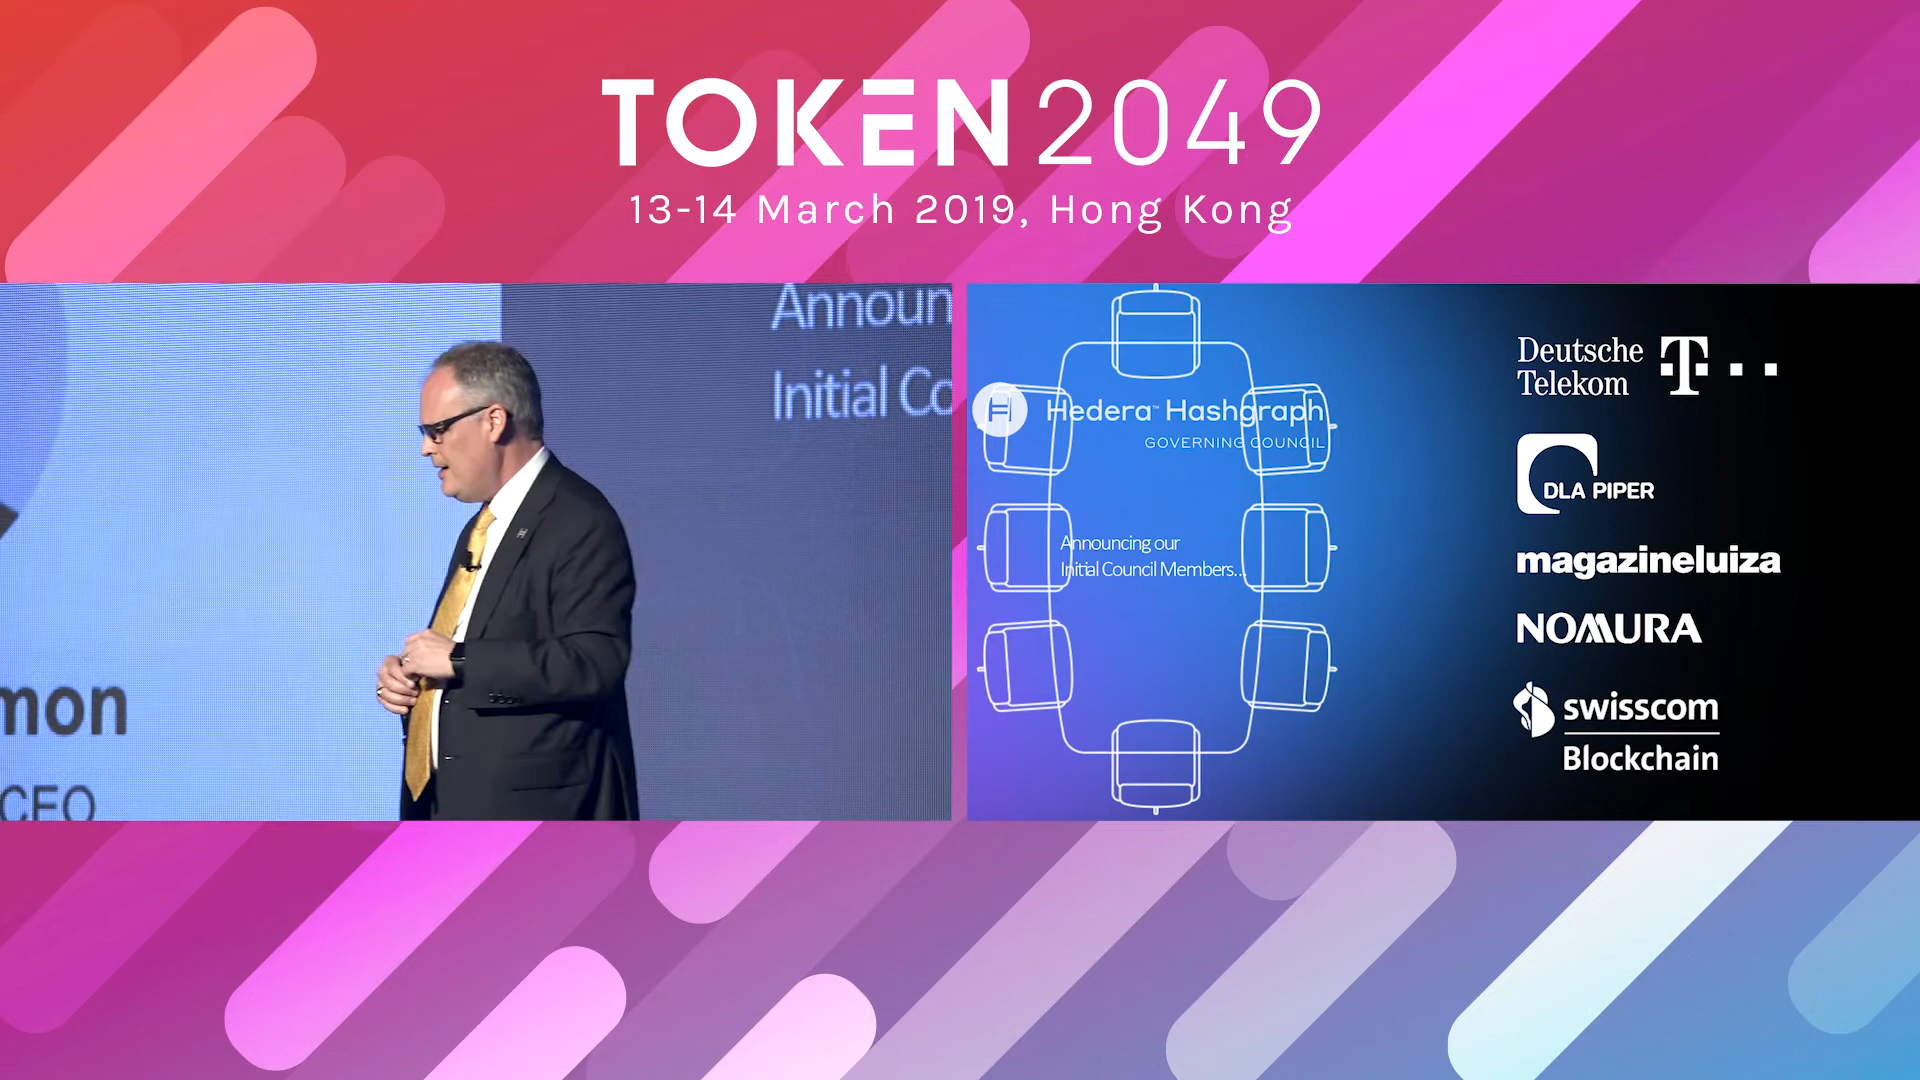 TOKEN2049
13-14 March 2019, Hong Kong
Announ
Initial Co
mon
CEO
Hedera™ Hashgraph
GOVERNING COUNCIL
Announcing our
Initial Council Members...
Deutsche
Telekom
T
DLA PIPER
magazineluiza
NOMURA
swisscom
Blockchain